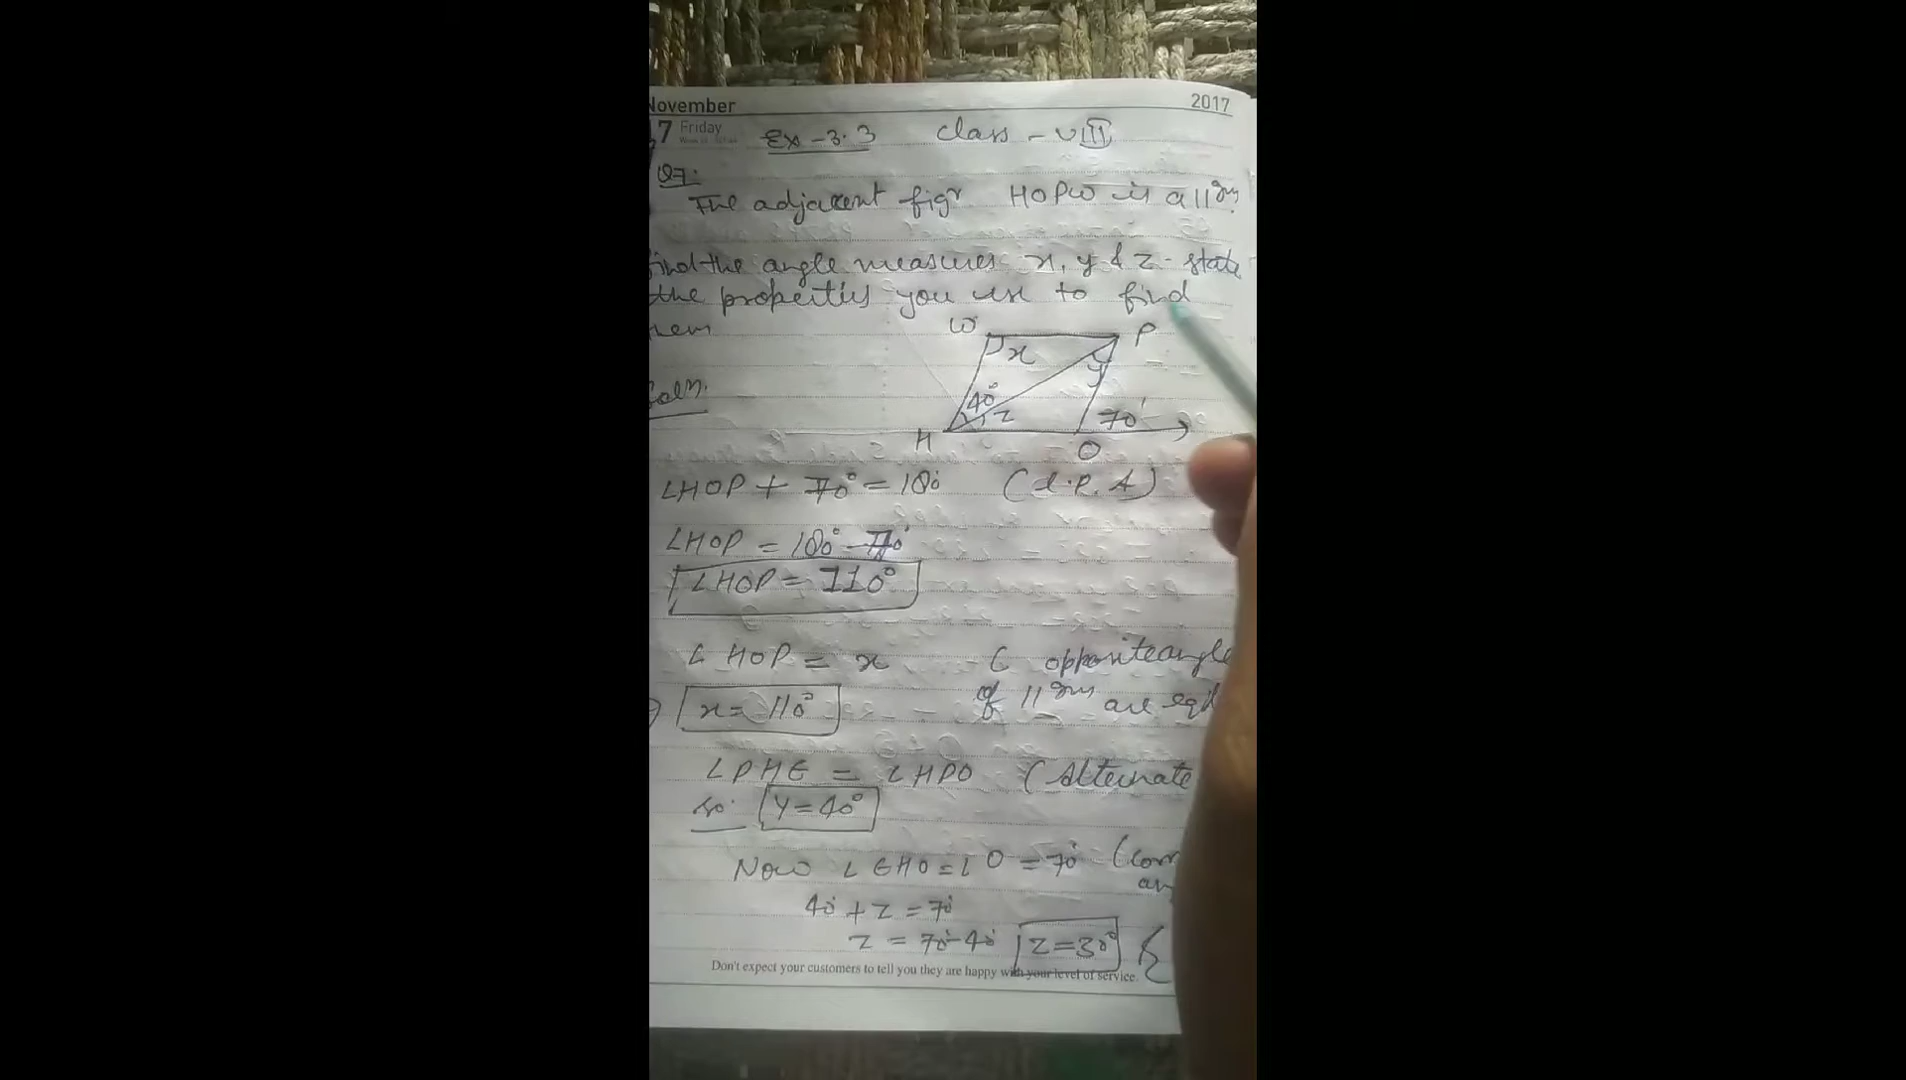 November 2017
7 Friday
Ex - 3.3 Class - VIII
Q7.
The adjacent figr HOPW is a ||gm.
find the angle measures x, y & z. state
the properties you use to find
hem
Soln.
W P
x
y
40° z 70°
H O
∠HOP + 70° = 180° (L.P.A)
∠HOP = 180° - 70°
∠HOP = 110°
∠HOP = x ( opposite angle
of ||gm are eql
x = 110°
∠PHE = ∠HPO (Alternate
so. y = 40°
Now ∠EHO = ∠O = 70° (corr
an
40° + z = 70°
z = 70° - 40° z = 30°
Don't expect your customers to tell you they are happy with your level of service.